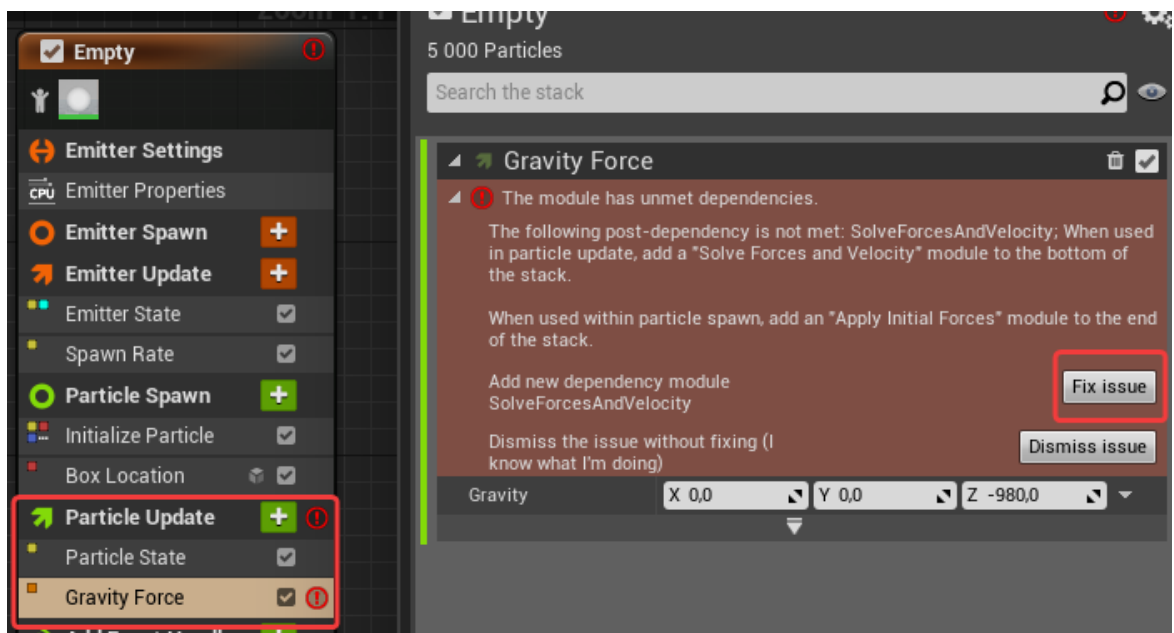 Empty
Emitter Settings
CPU Emitter Properties
Emitter Spawn
Emitter Update
Emitter State
Spawn Rate
Particle Spawn
Initialize Particle
Box Location
Particle Update
Particle State
Gravity Force
Empty
5 000 Particles
Search the stack
Gravity Force
The module has unmet dependencies.
The following post-dependency is not met: SolveForcesAndVelocity; When used
in particle update, add a "Solve Forces and Velocity" module to the bottom of
the stack.
When used within particle spawn, add an "Apply Initial Forces" module to the end
of the stack.
Add new dependency module
SolveForcesAndVelocity
Fix issue
Dismiss the issue without fixing (I
know what I'm doing)
Dismiss issue
Gravity X 0,0 Y 0,0 Z -980,0